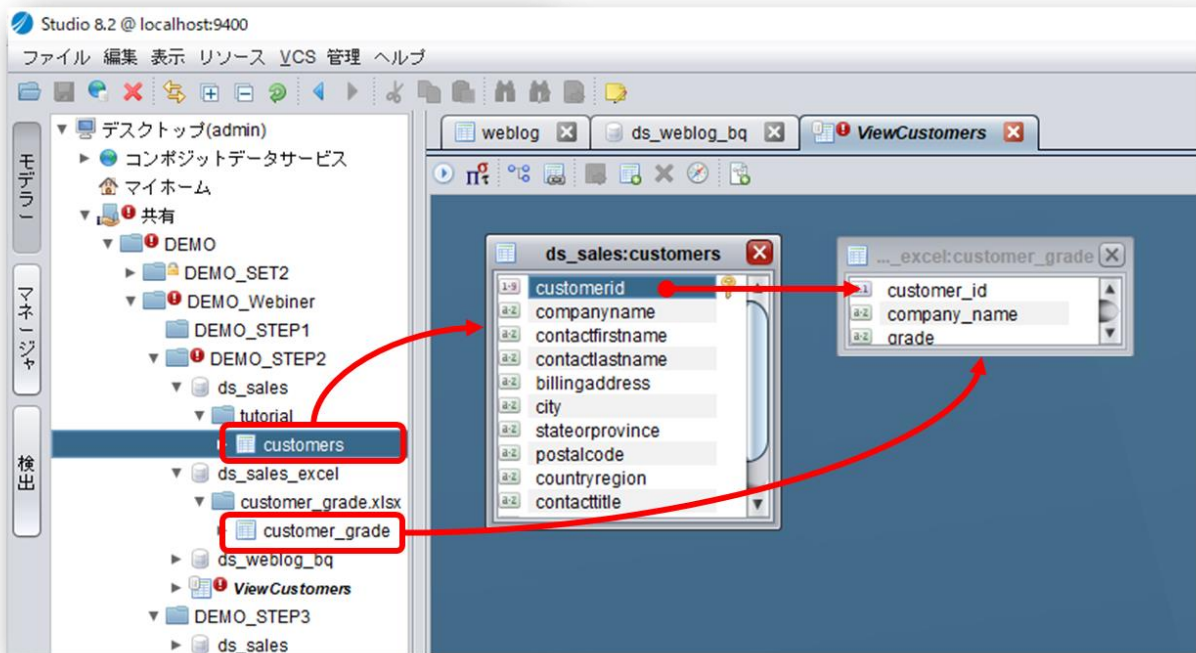 Studio 8.2 @ localhost:9400
ファイル 編集 表示 リソース VCS 管理 ヘルプ
モデラー
マネージャ
検出
デスクトップ(admin)
コンポジットデータサービス
マイホーム
共有
DEMO
DEMO_SET2
DEMO_Webiner
DEMO_STEP1
DEMO_STEP2
ds_sales
tutorial
customers
ds_sales_excel
customer_grade.xlsx
customer_grade
ds_weblog_bq
ViewCustomers
DEMO_STEP3
ds_sales
weblog
ds_weblog_bq
ViewCustomers
ds_sales:customers
1-9 customerid
a-z companyname
a-z contactfirstname
a-z contactlastname
a-z billingaddress
a-z city
a-z stateorprovince
a-z postalcode
a-z countryregion
a-z contacttitle
..._excel:customer_grade
customer_id
a-z company_name
a-z grade